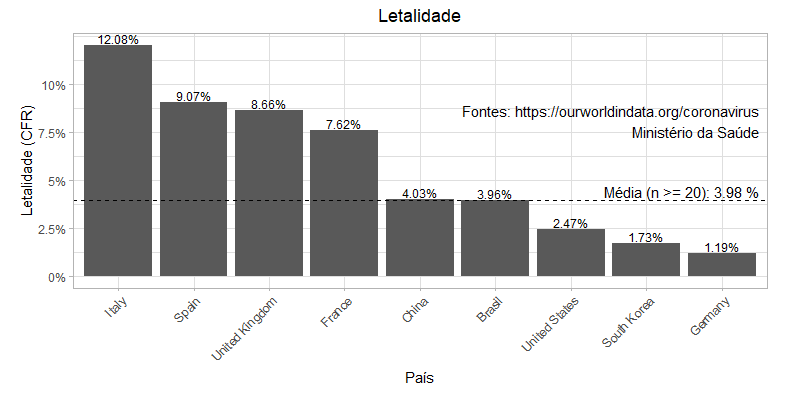 Letalidade
12.08%
9.07%
8.66%
7.62%
4.03%
3.96%
2.47%
1.73%
1.19%
Fontes: https://ourworldindata.org/coronavirus
Ministério da Saúde
Média (n >= 20): 3.98 %
Letalidade (CFR)
10%
7.5%
5%
2.5%
0%
Italy
Spain
United Kingdom
France
China
Brasil
United States
South Korea
Germany
País